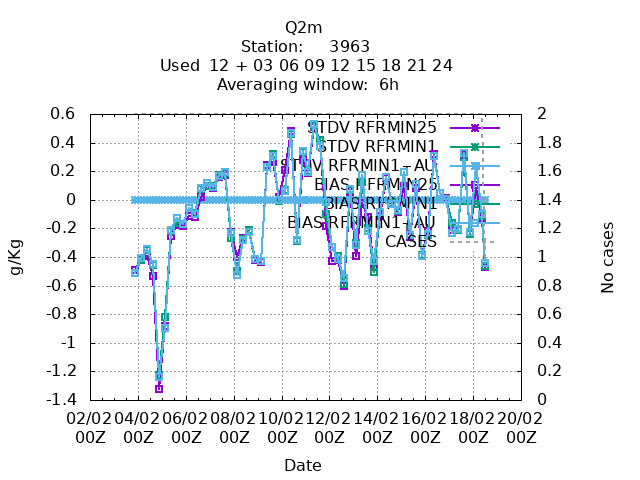 Q2m
Station: 3963
Used 12 + 03 06 09 12 15 18 21 24
Averaging window: 6h
g/Kg
No cases
0.6
0.4
0.2
0
-0.2
-0.4
-0.6
-0.8
-1
-1.2
-1.4
2
1.8
1.6
1.4
1.2
1
0.8
0.6
0.4
0.2
0
STDV RFRMIN25
STDV RFRMIN1
STDV RFRMIN1+AU
BIAS RFRMIN25
BIAS RFRMIN1
BIAS RFRMIN1+AU
CASES
02/02 04/02 06/02 08/02 10/02 12/02 14/02 16/02 18/02 20/02
00Z 00Z 00Z 00Z 00Z 00Z 00Z 00Z 00Z 00Z
Date